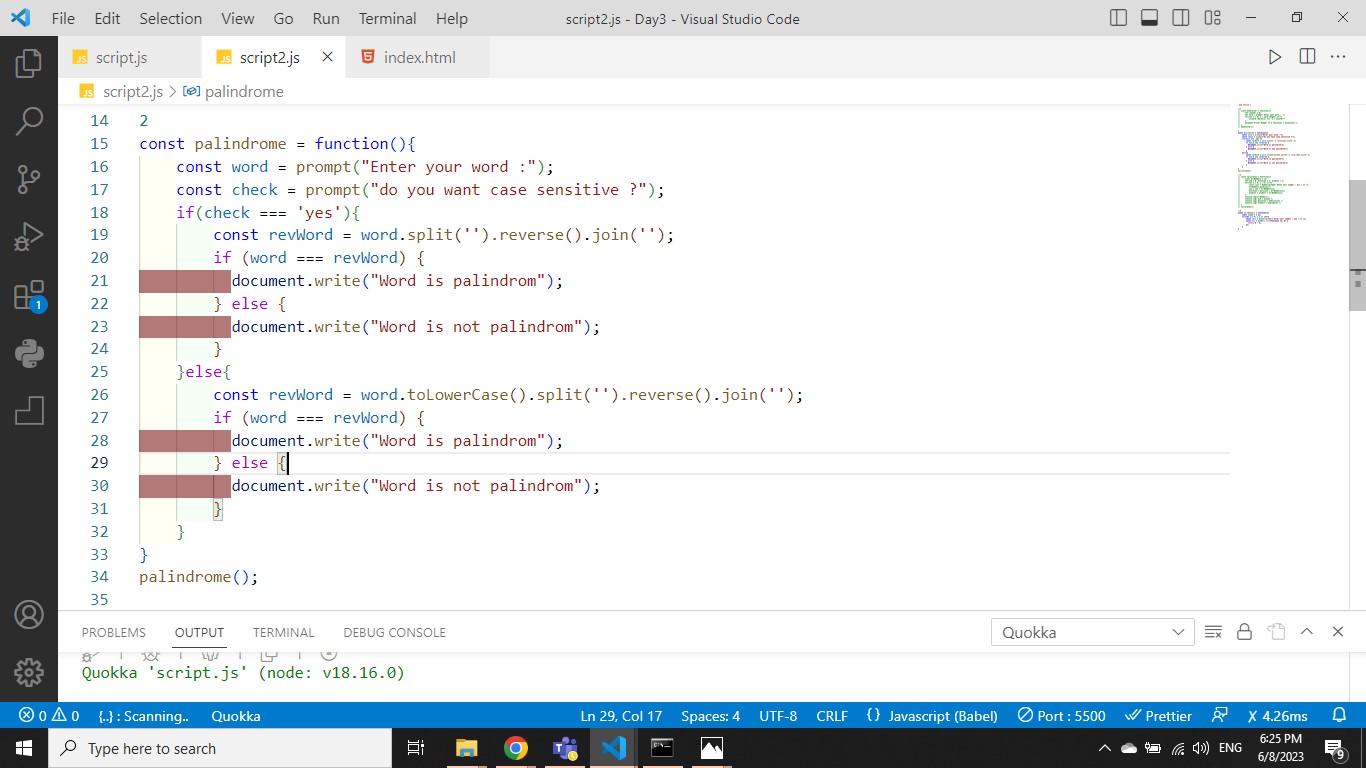 File Edit Selection View Go Run Terminal Help script2.js - Day3 - Visual Studio Code
script.js script2.js index.html
script2.js > palindrome
14 2
15 const palindrome = function(){
16 const word = prompt("Enter your word :");
17 const check = prompt("do you want case sensitive ?");
18 if(check === 'yes'){
19 const revWord = word.split('').reverse().join('');
20 if (word === revWord) {
21 document.write("Word is palindrom");
22 } else {
23 document.write("Word is not palindrom");
24 }
25 }else{
26 const revWord = word.toLowerCase().split('').reverse().join('');
27 if (word === revWord) {
28 document.write("Word is palindrom");
29 } else {
30 document.write("Word is not palindrom");
31 }
32 }
33 }
34 palindrome();
35
1
PROBLEMS OUTPUT TERMINAL DEBUG CONSOLE Quokka
Quokka 'script.js' (node: v18.16.0)
0 0 {..} : Scanning.. Quokka Ln 29, Col 17 Spaces: 4 UTF-8 CRLF {} Javascript (Babel) Port : 5500 Prettier X 4.26ms
Type here to search ENG 6:25 PM
6/8/2023 9